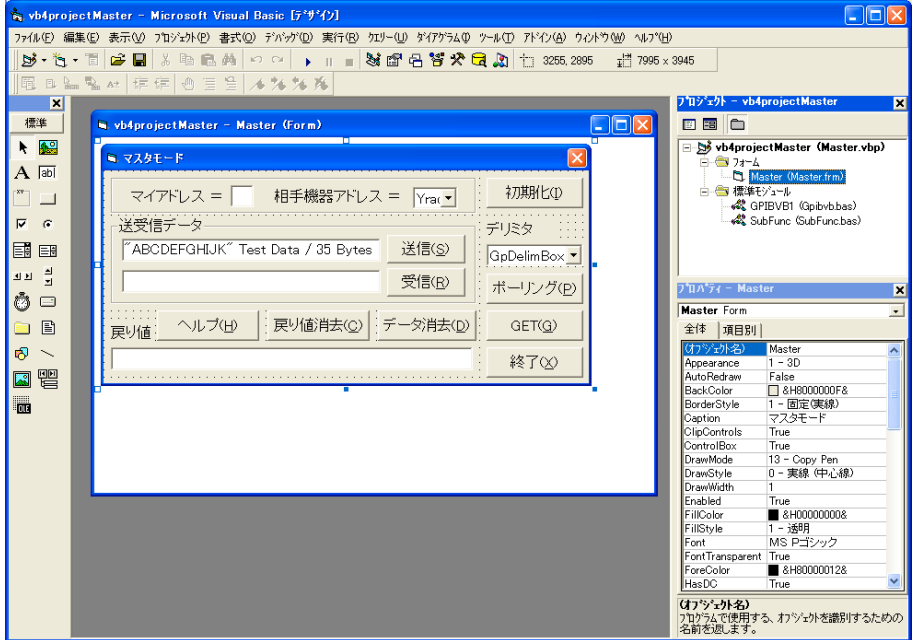 vb4projectMaster - Microsoft Visual Basic [ﾃﾞｻﾞｲﾝ]
ﾌｧｲﾙ(F) 編集(E) 表示(V) ﾌﾟﾛｼﾞｪｸﾄ(P) 書式(O) ﾃﾞﾊﾞｯｸﾞ(D) 実行(R) ｸｴﾘｰ(U) ﾀﾞｲｱｸﾞﾗﾑ(I) ﾂｰﾙ(T) ｱﾄﾞｲﾝ(A) ｳｨﾝﾄﾞｳ(W) ﾍﾙﾌﾟ(H)
3255, 2895 7995 x 3945
標準
A ab|
OLE
vb4projectMaster - Master (Form)
マスタモード
マイアドレス = 相手機器アドレス = Yrac
初期化(I)
送受信データ
デリミタ
"ABCDEFGHIJK" Test Data / 35 Bytes 送信(S)
GpDelimBox
受信(R)
ポーリング(P)
戻り値 ヘルプ(H) 戻り値消去(C) データ消去(D)
GET(G)
終了(X)
ﾌﾟﾛｼﾞｪｸﾄ - vb4projectMaster
vb4projectMaster (Master.vbp)
ﾌｫｰﾑ
Master (Master.frm)
標準ﾓｼﾞｭｰﾙ
GPIBVB1 (Gpibvb.bas)
SubFunc (SubFunc.bas)
ﾌﾟﾛﾊﾟﾃｨ - Master
Master Form
全体 項目別
(ｵﾌﾞｼﾞｪｸﾄ名) Master
Appearance 1 - 3D
AutoRedraw False
BackColor &H8000000F&
BorderStyle 1 - 固定(実線)
Caption マスタモード
ClipControls True
ControlBox True
DrawMode 13 - Copy Pen
DrawStyle 0 - 実線 (中心線)
DrawWidth 1
Enabled True
FillColor &H00000000&
FillStyle 1 - 透明
Font MS Pゴシック
FontTransparent True
ForeColor &H80000012&
HasDC True
(ｵﾌﾞｼﾞｪｸﾄ名)
ﾌﾟﾛｸﾞﾗﾑで使用する、ｵﾌﾞｼﾞｪｸﾄを識別するための
名前を返します。